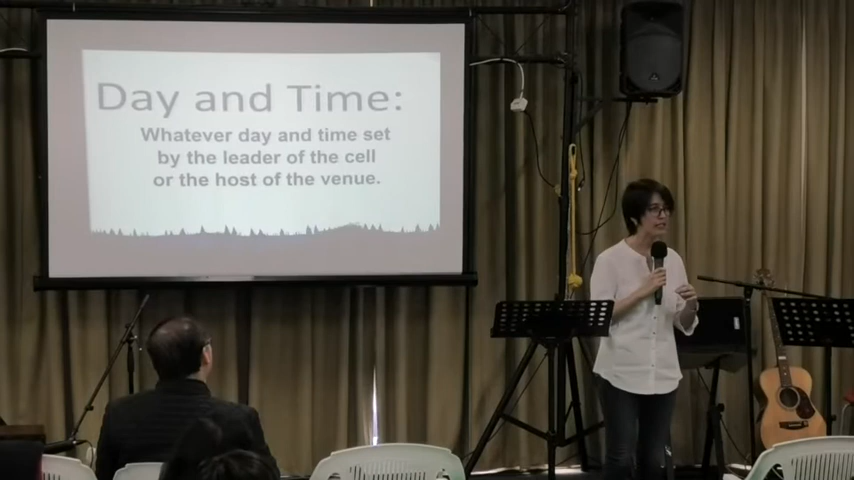 Day and Time:
Whatever day and time set
by the leader of the cell
or the host of the venue.